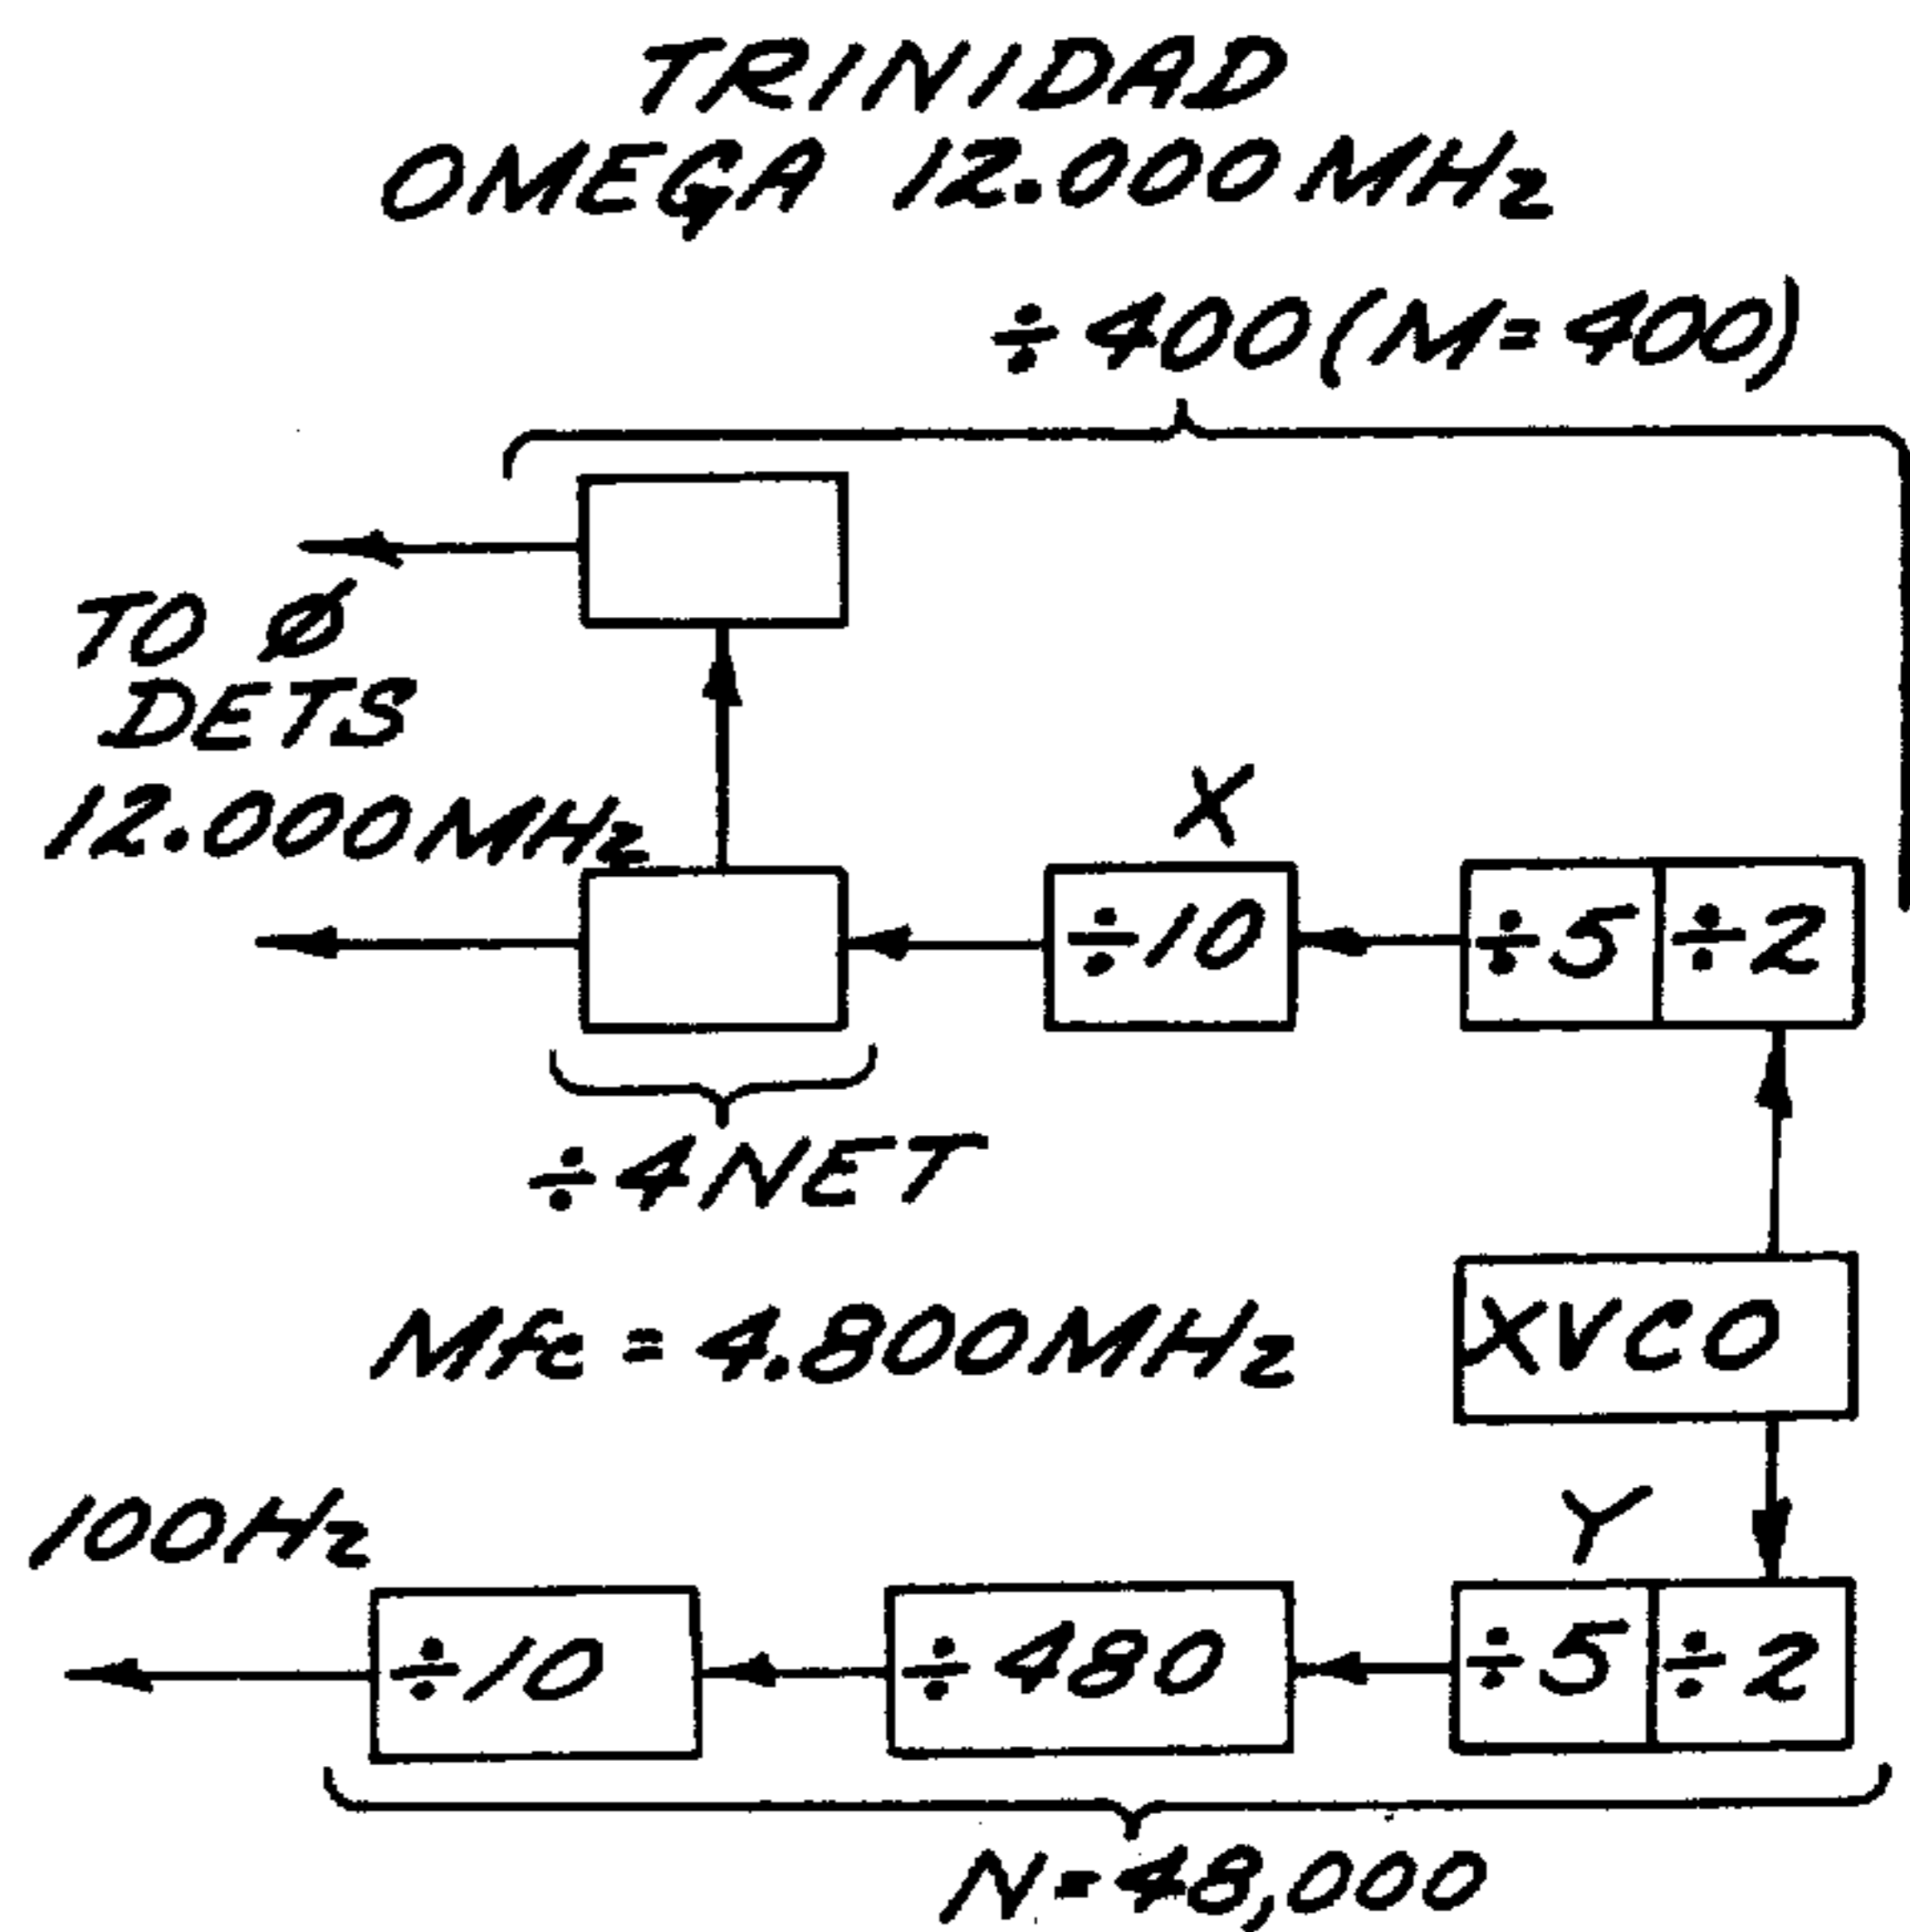 TRINIDAD
OMEGA 12.000 MHz
÷ 400 (M = 400)
TO Ø
DETS
12.000 MHz
X
÷10
÷5 ÷2
÷4 NET
Mfc = 4.800 MHz
XVCO
100 Hz
Y
÷10
÷480
÷5 ÷2
N = 48,000